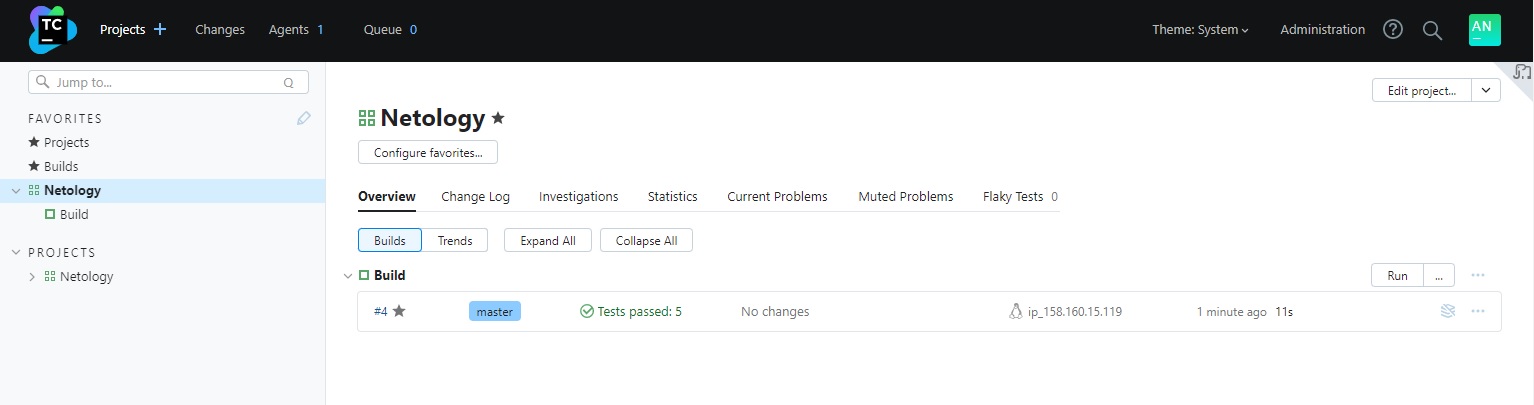 TC Projects + Changes Agents 1 Queue 0 Theme: System Administration ? AN
Jump to... Q
FAVORITES
Projects
Builds
Netology
Build
PROJECTS
Netology
Edit project...
Netology
Configure favorites...
Overview Change Log Investigations Statistics Current Problems Muted Problems Flaky Tests 0
Builds Trends Expand All Collapse All
Build Run ... ...
#4 master Tests passed: 5 No changes ip_158.160.15.119 1 minute ago 11s ...